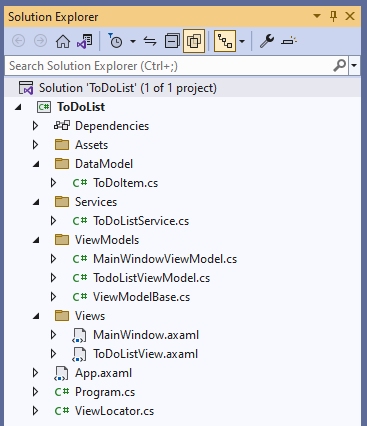 Solution Explorer
Search Solution Explorer (Ctrl+;)
Solution 'ToDoList' (1 of 1 project)
C# ToDoList
Dependencies
Assets
DataModel
C# ToDoItem.cs
Services
C# ToDoListService.cs
ViewModels
C# MainWindowViewModel.cs
C# TodoListViewModel.cs
C# ViewModelBase.cs
Views
MainWindow.axaml
ToDoListView.axaml
App.axaml
C# Program.cs
C# ViewLocator.cs